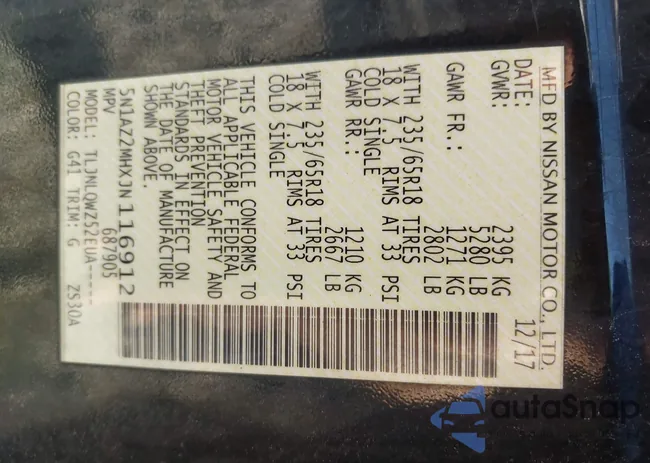 MFD BY NISSAN MOTOR CO., LTD.
DATE: 12/17
GVWR: 2395 KG
5280 LB
GAWR FR.: 1271 KG
2802 LB
WITH 235/65R18 TIRES
18 X 7.5 RIMS AT 33 PSI
COLD SINGLE
GAWR RR.: 1210 KG
2667 LB
WITH 235/65R18 TIRES
18 X 7.5 RIMS AT 33 PSI
COLD SINGLE
THIS VEHICLE CONFORMS TO
ALL APPLICABLE FEDERAL
MOTOR VEHICLE SAFETY AND
THEFT PREVENTION
STANDARDS IN EFFECT ON
THE DATE OF MANUFACTURE
SHOWN ABOVE.
5N1AZ2MHXJN116912
MPV 687905
MODEL: TLJNLQWZ52EUA-----
COLOR: G41 TRIM: G Z530A
autoSnap